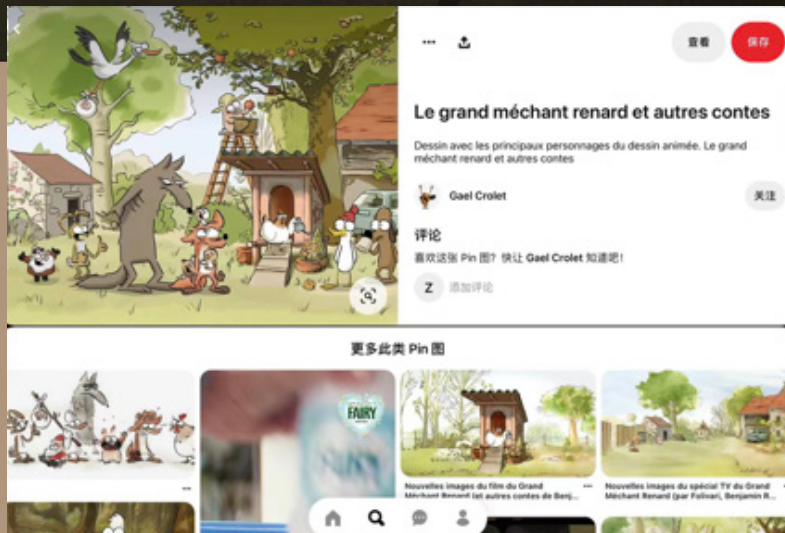 查看
保存
Le grand méchant renard et autres contes
Dessin avec les principaux personnages du dessin animée. Le grand
méchant renard et autres contes
Gael Crolet
关注
评论
喜欢这张 Pin 图？快让 Gael Crolet 知道吧！
Z
添加评论
更多此类 Pin 图
FAIRY
Nouvelles images du film du Grand
Méchant Renard (et autres contes de Benj...
Nouvelles images du spécial TV du Grand
Méchant Renard (par Folivari, Benjamin R...